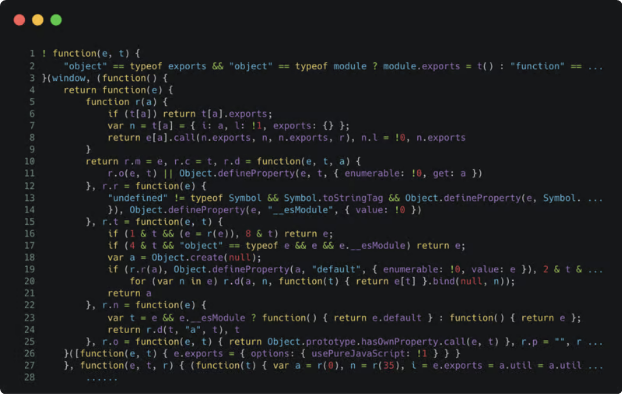 1 ! function(e, t) {
2 "object" == typeof exports && "object" == typeof module ? module.exports = t() : "function" == ...
3 }(window, (function() {
4 return function(e) {
5 function r(a) {
6 if (t[a]) return t[a].exports;
7 var n = t[a] = { i: a, l: !1, exports: {} };
8 return e[a].call(n.exports, n, n.exports, r), n.l = !0, n.exports
9 }
10 return r.m = e, r.c = t, r.d = function(e, t, a) {
11 r.o(e, t) || Object.defineProperty(e, t, { enumerable: !0, get: a })
12 }, r.r = function(e) {
13 "undefined" != typeof Symbol && Symbol.toStringTag && Object.defineProperty(e, Symbol. ...
14 }), Object.defineProperty(e, "__esModule", { value: !0 })
15 }, r.t = function(e, t) {
16 if (1 & t && (e = r(e)), 8 & t) return e;
17 if (4 & t && "object" == typeof e && e && e.__esModule) return e;
18 var a = Object.create(null);
19 if (r.r(a), Object.defineProperty(a, "default", { enumerable: !0, value: e }), 2 & t & ...
20 for (var n in e) r.d(a, n, function(t) { return e[t] }.bind(null, n));
21 return a
22 }, r.n = function(e) {
23 var t = e && e.__esModule ? function() { return e.default } : function() { return e };
24 return r.d(t, "a", t), t
25 }, r.o = function(e, t) { return Object.prototype.hasOwnProperty.call(e, t) }, r.p = "", r ...
26 }([function(e, t) { e.exports = { options: { usePureJavaScript: !1 } } }
27 }, function(e, t, r) { (function(t) { var a = r(0), n = r(35), i = e.exports = a.util = a.util ...
28 ......